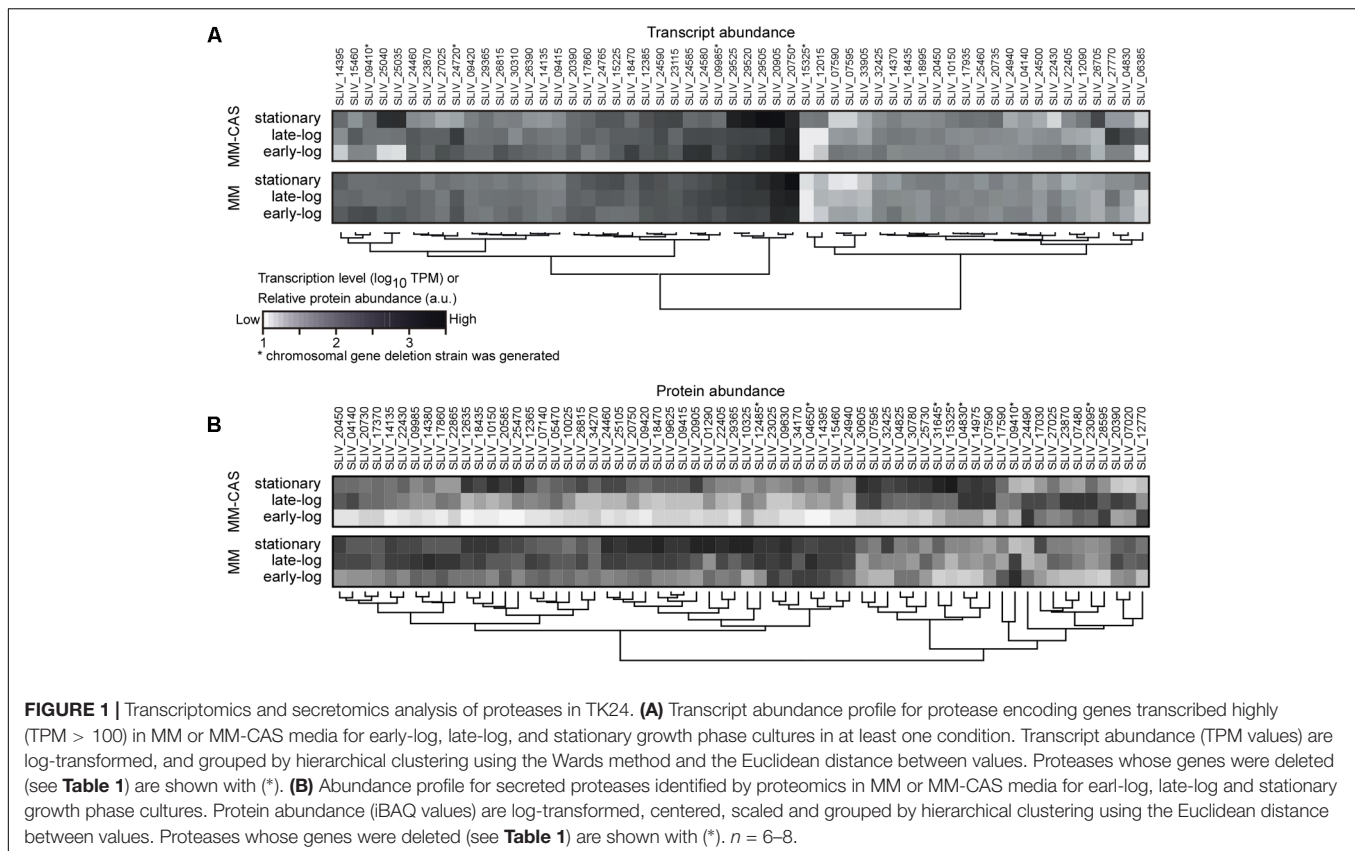 A
Transcript abundance
SLIV_14395
SLIV_15460
SLIV_09410*
SLIV_25040
SLIV_25035
SLIV_24460
SLIV_23870
SLIV_27025
SLIV_24720*
SLIV_09420
SLIV_29365
SLIV_26815
SLIV_30310
SLIV_26390
SLIV_14135
SLIV_09415
SLIV_20390
SLIV_17860
SLIV_24765
SLIV_15225
SLIV_18470
SLIV_12385
SLIV_24590
SLIV_23115
SLIV_24585
SLIV_24580
SLIV_09985*
SLIV_29525
SLIV_29520
SLIV_29505
SLIV_20905
SLIV_20750*
SLIV_15325*
SLIV_12015
SLIV_07590
SLIV_07595
SLIV_33905
SLIV_32425
SLIV_14370
SLIV_18435
SLIV_18995
SLIV_20450
SLIV_10150
SLIV_17935
SLIV_25460
SLIV_20735
SLIV_24940
SLIV_04140
SLIV_24500
SLIV_22430
SLIV_22405
SLIV_12090
SLIV_26705
SLIV_27770
SLIV_04830
SLIV_06385
MM-CAS
stationary
late-log
early-log
MM
stationary
late-log
early-log
Transcription level (log10 TPM) or
Relative protein abundance (a.u.)
Low High
1 2 3
* chromosomal gene deletion strain was generated
Protein abundance
B
SLIV_20450
SLIV_04140
SLIV_20730
SLIV_17370
SLIV_14135
SLIV_22430
SLIV_09985
SLIV_14380
SLIV_17860
SLIV_22865
SLIV_12635
SLIV_18435
SLIV_10150
SLIV_20585
SLIV_25470
SLIV_12365
SLIV_07140
SLIV_05470
SLIV_10025
SLIV_26815
SLIV_34270
SLIV_24460
SLIV_25105
SLIV_20750
SLIV_09420
SLIV_18470
SLIV_09625
SLIV_09415
SLIV_20905
SLIV_01290
SLIV_22405
SLIV_29365
SLIV_10325
SLIV_12485*
SLIV_23025
SLIV_09630
SLIV_34170
SLIV_04650*
SLIV_14395
SLIV_15460
SLIV_24940
SLIV_30605
SLIV_07595
SLIV_32425
SLIV_04825
SLIV_30780
SLIV_25730
SLIV_31645*
SLIV_15325*
SLIV_04830*
SLIV_14975
SLIV_07590
SLIV_17590
SLIV_09410*
SLIV_24490
SLIV_17030
SLIV_27025
SLIV_23870
SLIV_07480
SLIV_23095*
SLIV_28595
SLIV_20390
SLIV_07020
SLIV_12770
MM-CAS
stationary
late-log
early-log
MM
stationary
late-log
early-log
FIGURE 1 | Transcriptomics and secretomics analysis of proteases in TK24. (A) Transcript abundance profile for protease encoding genes transcribed highly
(TPM > 100) in MM or MM-CAS media for early-log, late-log, and stationary growth phase cultures in at least one condition. Transcript abundance (TPM values) are
log-transformed, and grouped by hierarchical clustering using the Wards method and the Euclidean distance between values. Proteases whose genes were deleted
(see Table 1) are shown with (*). (B) Abundance profile for secreted proteases identified by proteomics in MM or MM-CAS media for earl-log, late-log and stationary
growth phase cultures. Protein abundance (iBAQ values) are log-transformed, centered, scaled and grouped by hierarchical clustering using the Euclidean distance
between values. Proteases whose genes were deleted (see Table 1) are shown with (*). n = 6–8.